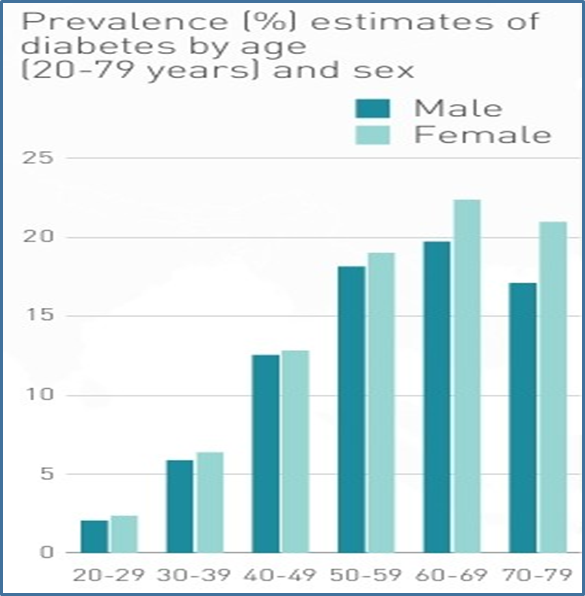 Prevalence (%) estimates of
diabetes by age
(20-79 years) and sex
Male
Female
25
20
15
10
5
0
20-29 30-39 40-49 50-59 60-69 70-79